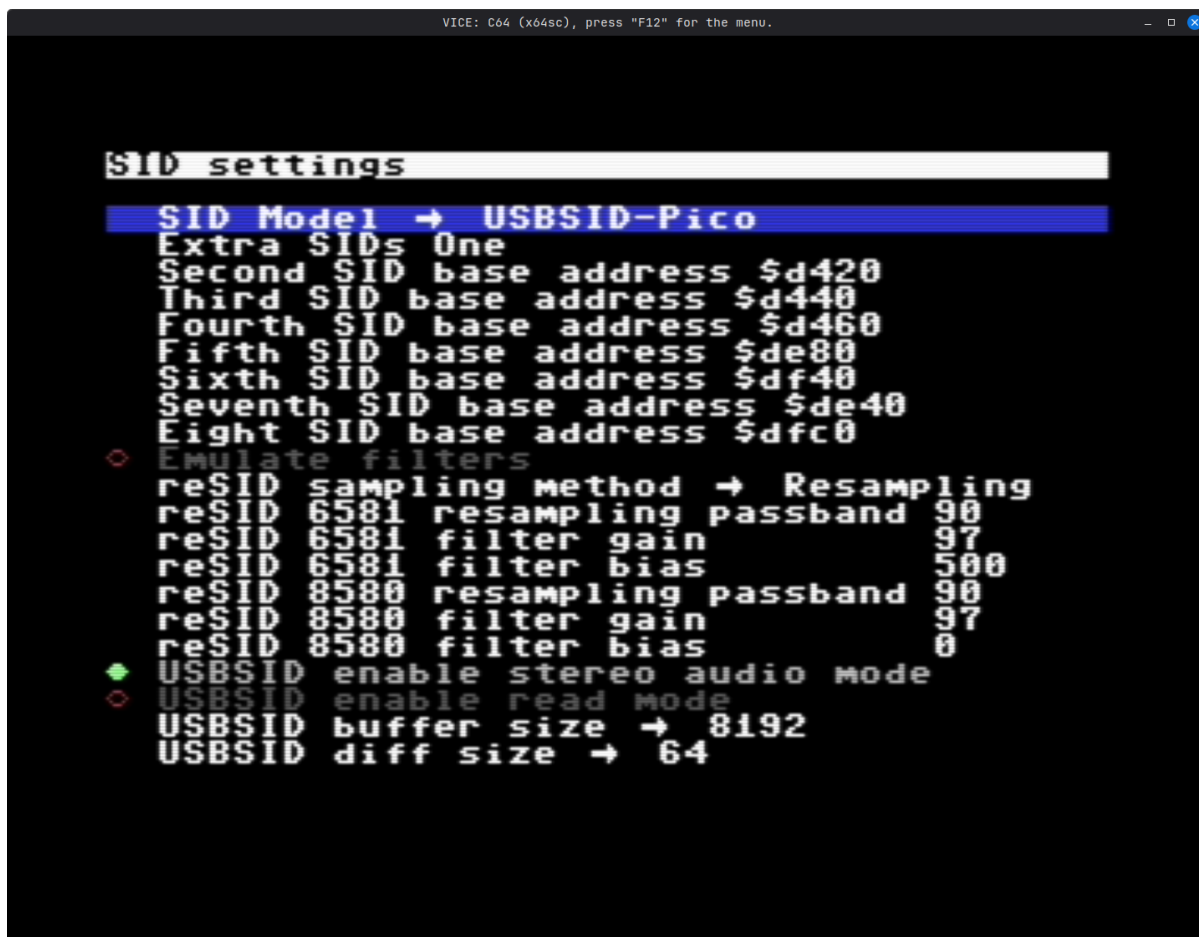 VICE: C64 (x64sc), press "F12" for the menu.
SID settings
SID Model → USBSID-Pico
Extra SIDs One
Second SID base address $d420
Third SID base address $d440
Fourth SID base address $d460
Fifth SID base address $de80
Sixth SID base address $df40
Seventh SID base address $de40
Eight SID base address $dfc0
Emulate filters
reSID sampling method → Resampling
reSID 6581 resampling passband 90
reSID 6581 filter gain 97
reSID 6581 filter bias 500
reSID 8580 resampling passband 90
reSID 8580 filter gain 97
reSID 8580 filter bias 0
USBSID enable stereo audio mode
USBSID enable read mode
USBSID buffer size → 8192
USBSID diff size → 64